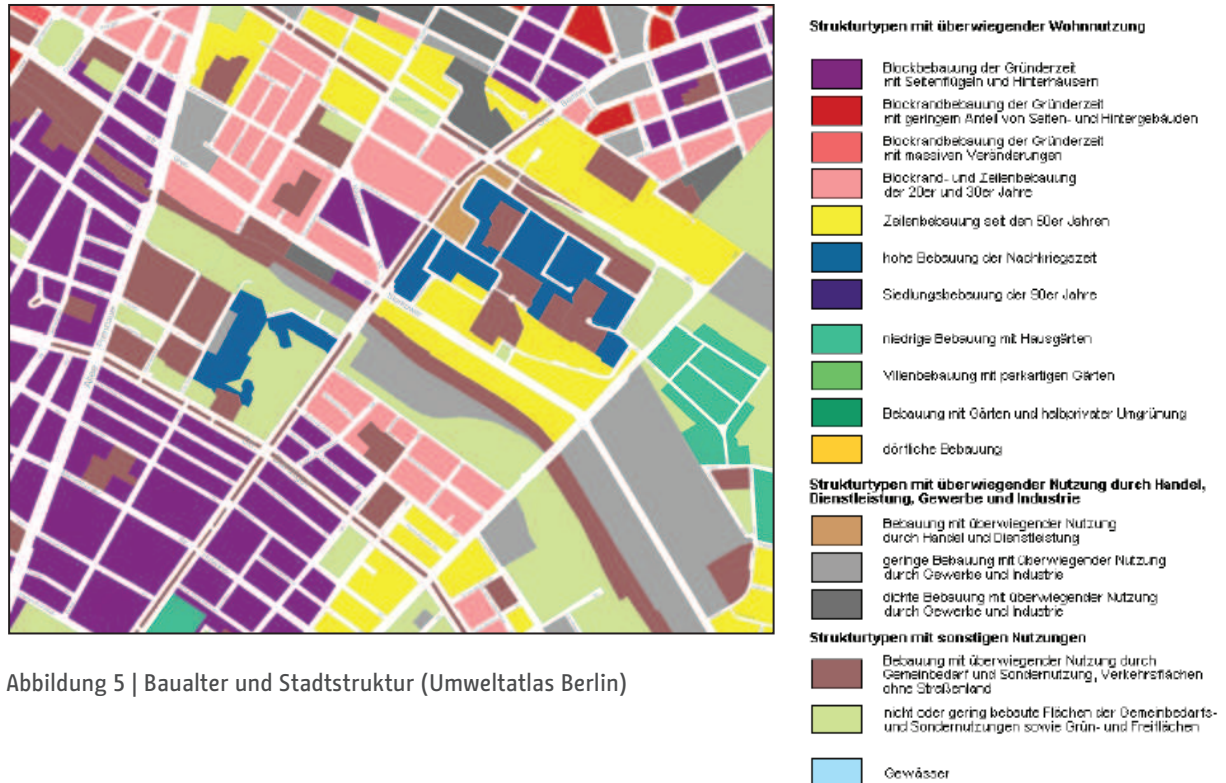 Strukturtypen mit überwiegender Wohnnutzung
Blockbebauung der Gründerzeit
mit Seitenflügeln und Hinterhäusern
Blockrandbebauung der Gründerzeit
mit geringem Anteil von Seiten- und Hintergebäuden
Blockrandbebauung der Gründerzeit
mit massiven Veränderungen
Blockrand- und Zeilenbebauung
der 20er und 30er Jahre
Zeilenbebauung seit den 50er Jahren
hohe Bebauung der Nachkriegszeit
Siedlungsbebauung der 90er Jahre
niedrige Bebauung mit Hausgärten
Villenbebauung mit parkartigen Gärten
Bebauung mit Gärten und halbprivater Umgrünung
dörfliche Bebauung
Strukturtypen mit überwiegender Nutzung durch Handel,
Dienstleistung, Gewerbe und Industrie
Bebauung mit überwiegender Nutzung
durch Handel und Dienstleistung
geringe Bebauung mit überwiegender Nutzung
durch Gewerbe und Industrie
dichte Bebauung mit überwiegender Nutzung
durch Gewerbe und Industrie
Strukturtypen mit sonstigen Nutzungen
Bebauung mit überwiegender Nutzung durch
Gemeinbedarf und Sondernutzung, Verkehrsflächen
ohne Straßenland
nicht oder gering bebaute Flächen der Gemeinbedarfs-
und Sondernutzungen sowie Grün- und Freiflächen
Gewässer
Abbildung 5 | Baualter und Stadtstruktur (Umweltatlas Berlin)